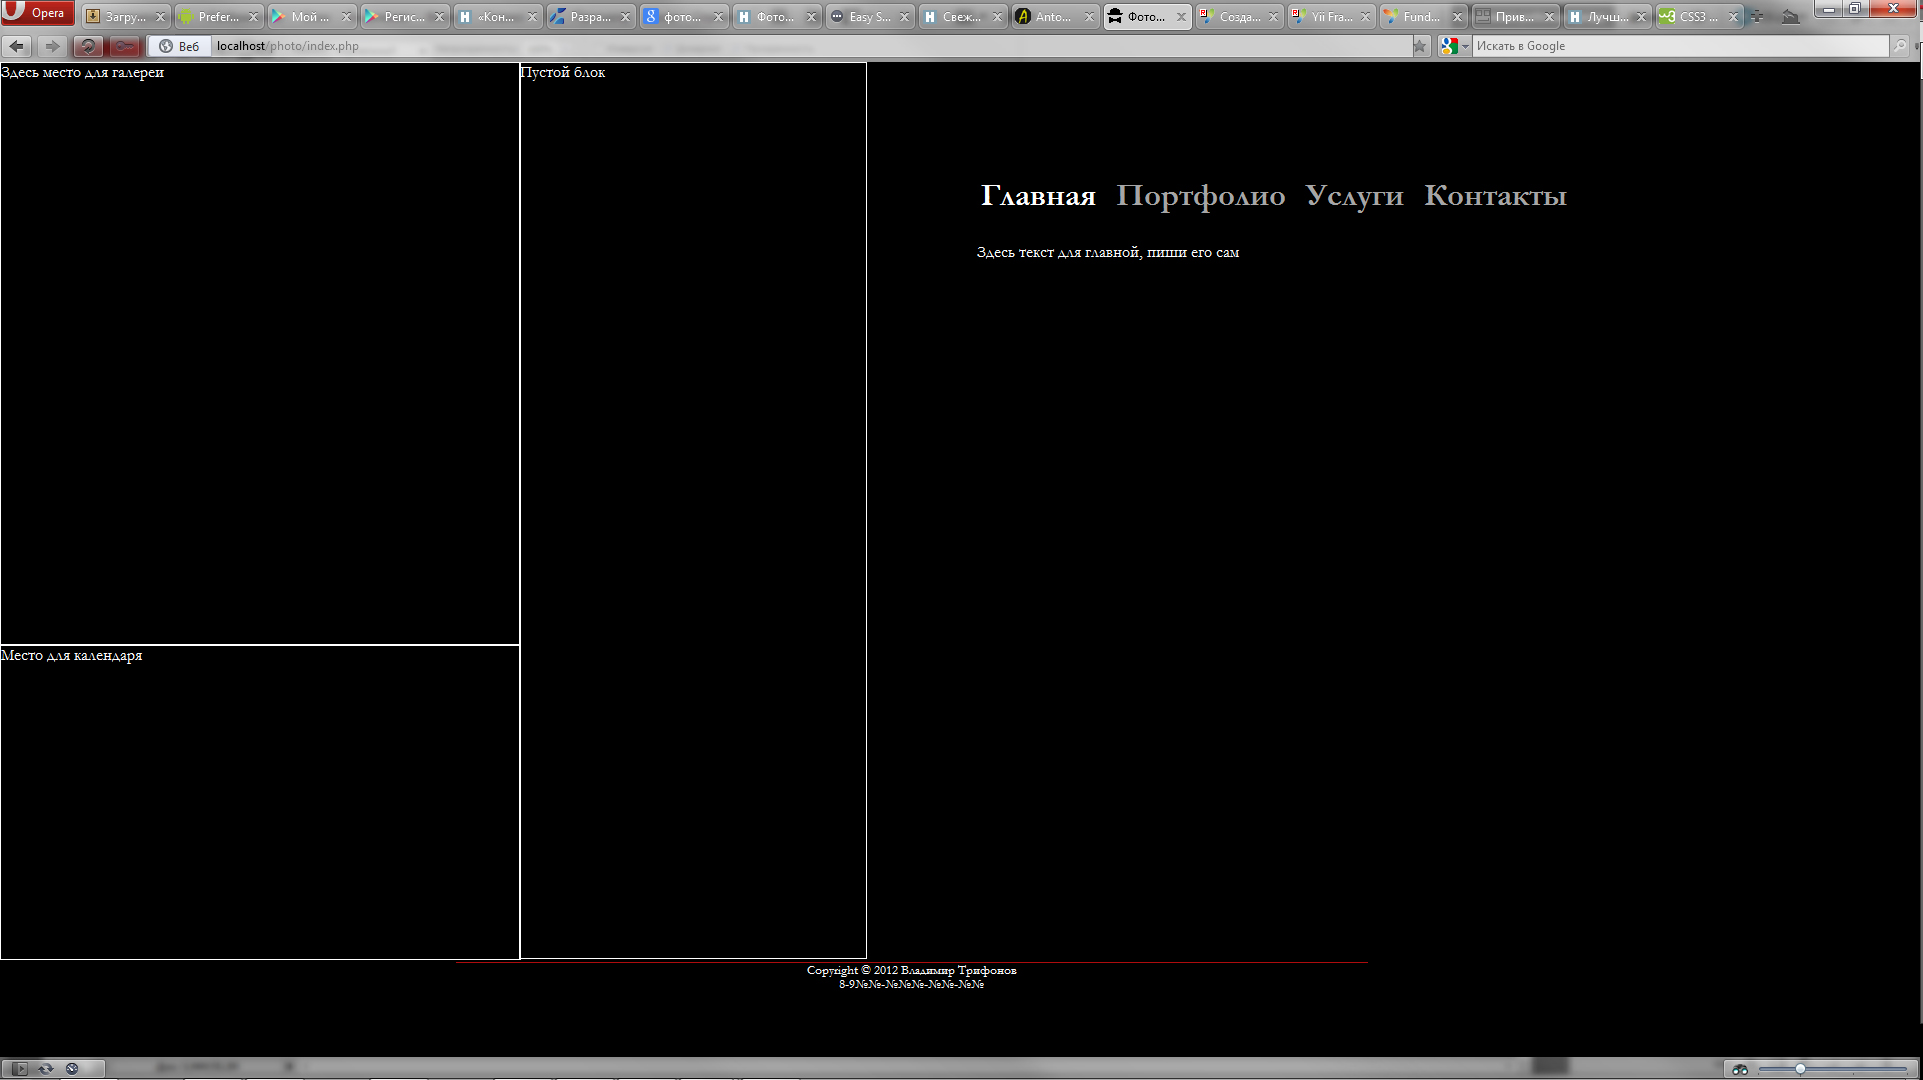 Opera
Загру...
Prefer...
Мой ...
Регис...
«Кон...
Разра...
фото...
Фото...
Easy S...
Свеж...
Anto...
Фото...
Созда...
Yii Fra...
Fund...
Прив...
Лучш...
CSS3 ...
Веб
localhost/photo/index.php
Искать в Google
Здесь место для галереи
Пустой блок
Главная Портфолио Услуги Контакты
Здесь текст для главной, пиши его сам
Место для календаря
Copyright © 2012 Владимир Трифонов
8-9№№-№№№-№№-№№